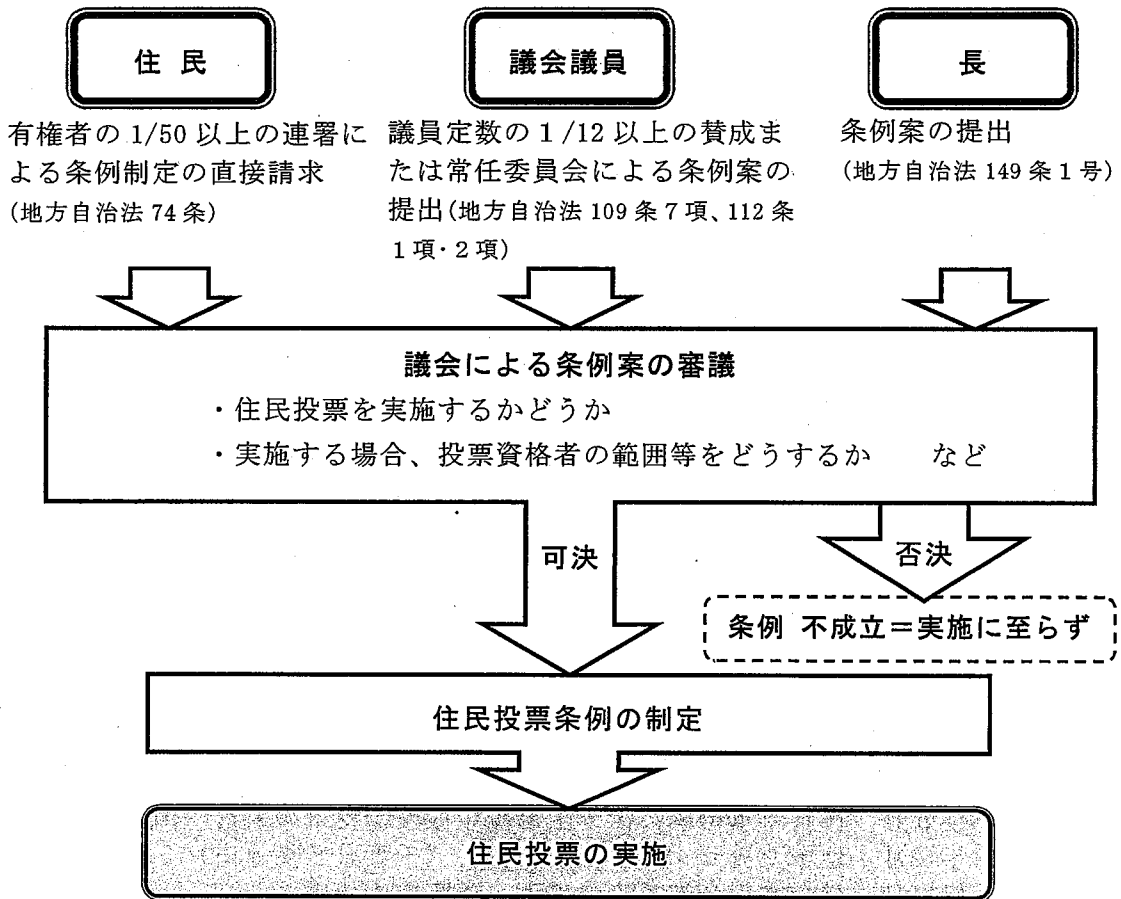 住 民
有権者の 1/50 以上の連署に
よる条例制定の直接請求
(地方自治法 74 条)
議会議員
議員定数の 1 /12 以上の賛成ま
たは常任委員会による条例案の
提出(地方自治法 109 条 7 項、112 条
1 項・2 項)
長
条例案の提出
(地方自治法 149 条 1 号)
議会による条例案の審議
・住民投票を実施するかどうか
・実施する場合、投票資格者の範囲等をどうするか など
可決
否決
条例 不成立=実施に至らず
住民投票条例の制定
住民投票の実施